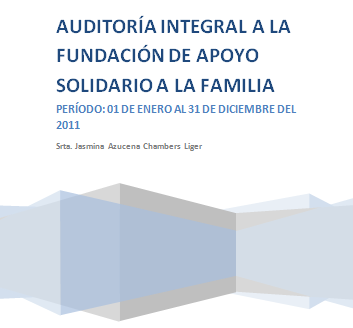 AUDITORÍA INTEGRAL A LA
FUNDACIÓN DE APOYO
SOLIDARIO A LA FAMILIA
PERÍODO: 01 DE ENERO AL 31 DE DICIEMBRE DEL
2011
Srta. Jasmina Azucena Chambers Liger